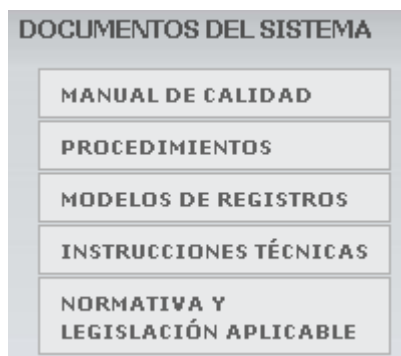 DOCUMENTOS DEL SISTEMA
MANUAL DE CALIDAD
PROCEDIMIENTOS
MODELOS DE REGISTROS
INSTRUCCIONES TÉCNICAS
NORMATIVA Y
LEGISLACIÓN APLICABLE